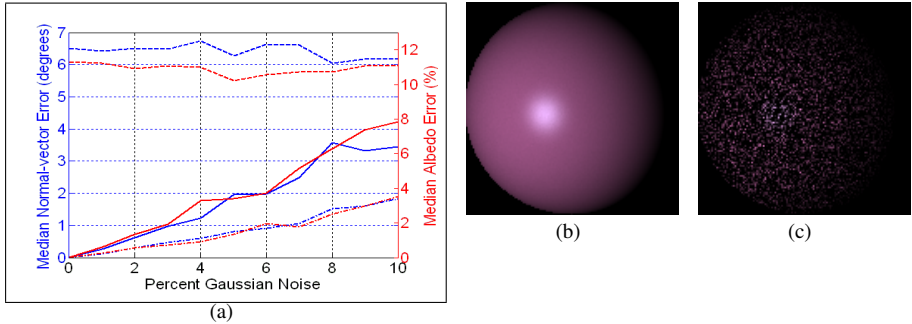 Median Normal-vector Error (degrees)
7
6
5
4
3
2
1
0
0 2 4 6 8 10
Percent Gaussian Noise
12
10
8
6
4
2
0
Median Albedo Error (%)
(a)
(b)
(c)